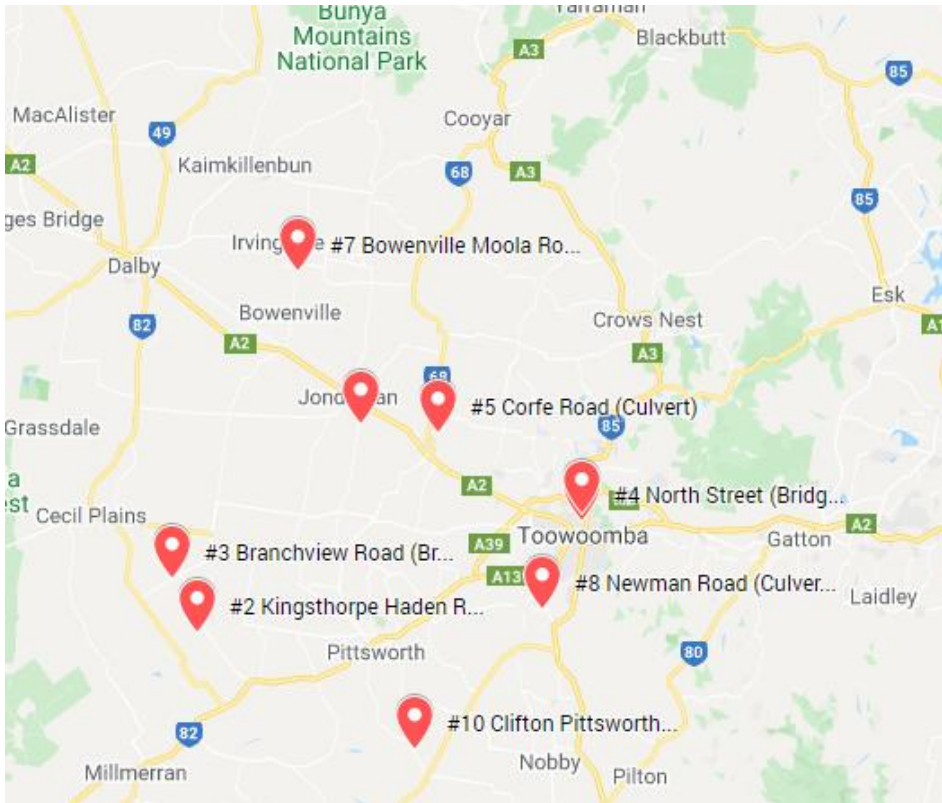 Bunya
Mountains
National Park
Yarraman
A3
Blackbutt
85
MacAlister
49
Cooyar
A2
Kaimkillenbun
68
A3
85
ges Bridge
#7 Bowenville Moola Ro...
Dalby
Esk
Bowenville
Crows Nest
82
A2
A3
68
#5 Corfe Road (Culvert)
Grassdale
85
A2
#4 North Street (Bridg...
st
Cecil Plains
A2
Toowoomba
Gatton
#3 Branchview Road (Br...
A39
A13
#8 Newman Road (Culver...
Laidley
#2 Kingsthorpe Haden R...
Pittsworth
80
#10 Clifton Pittsworth...
82
Nobby
Millmerran
Pilton